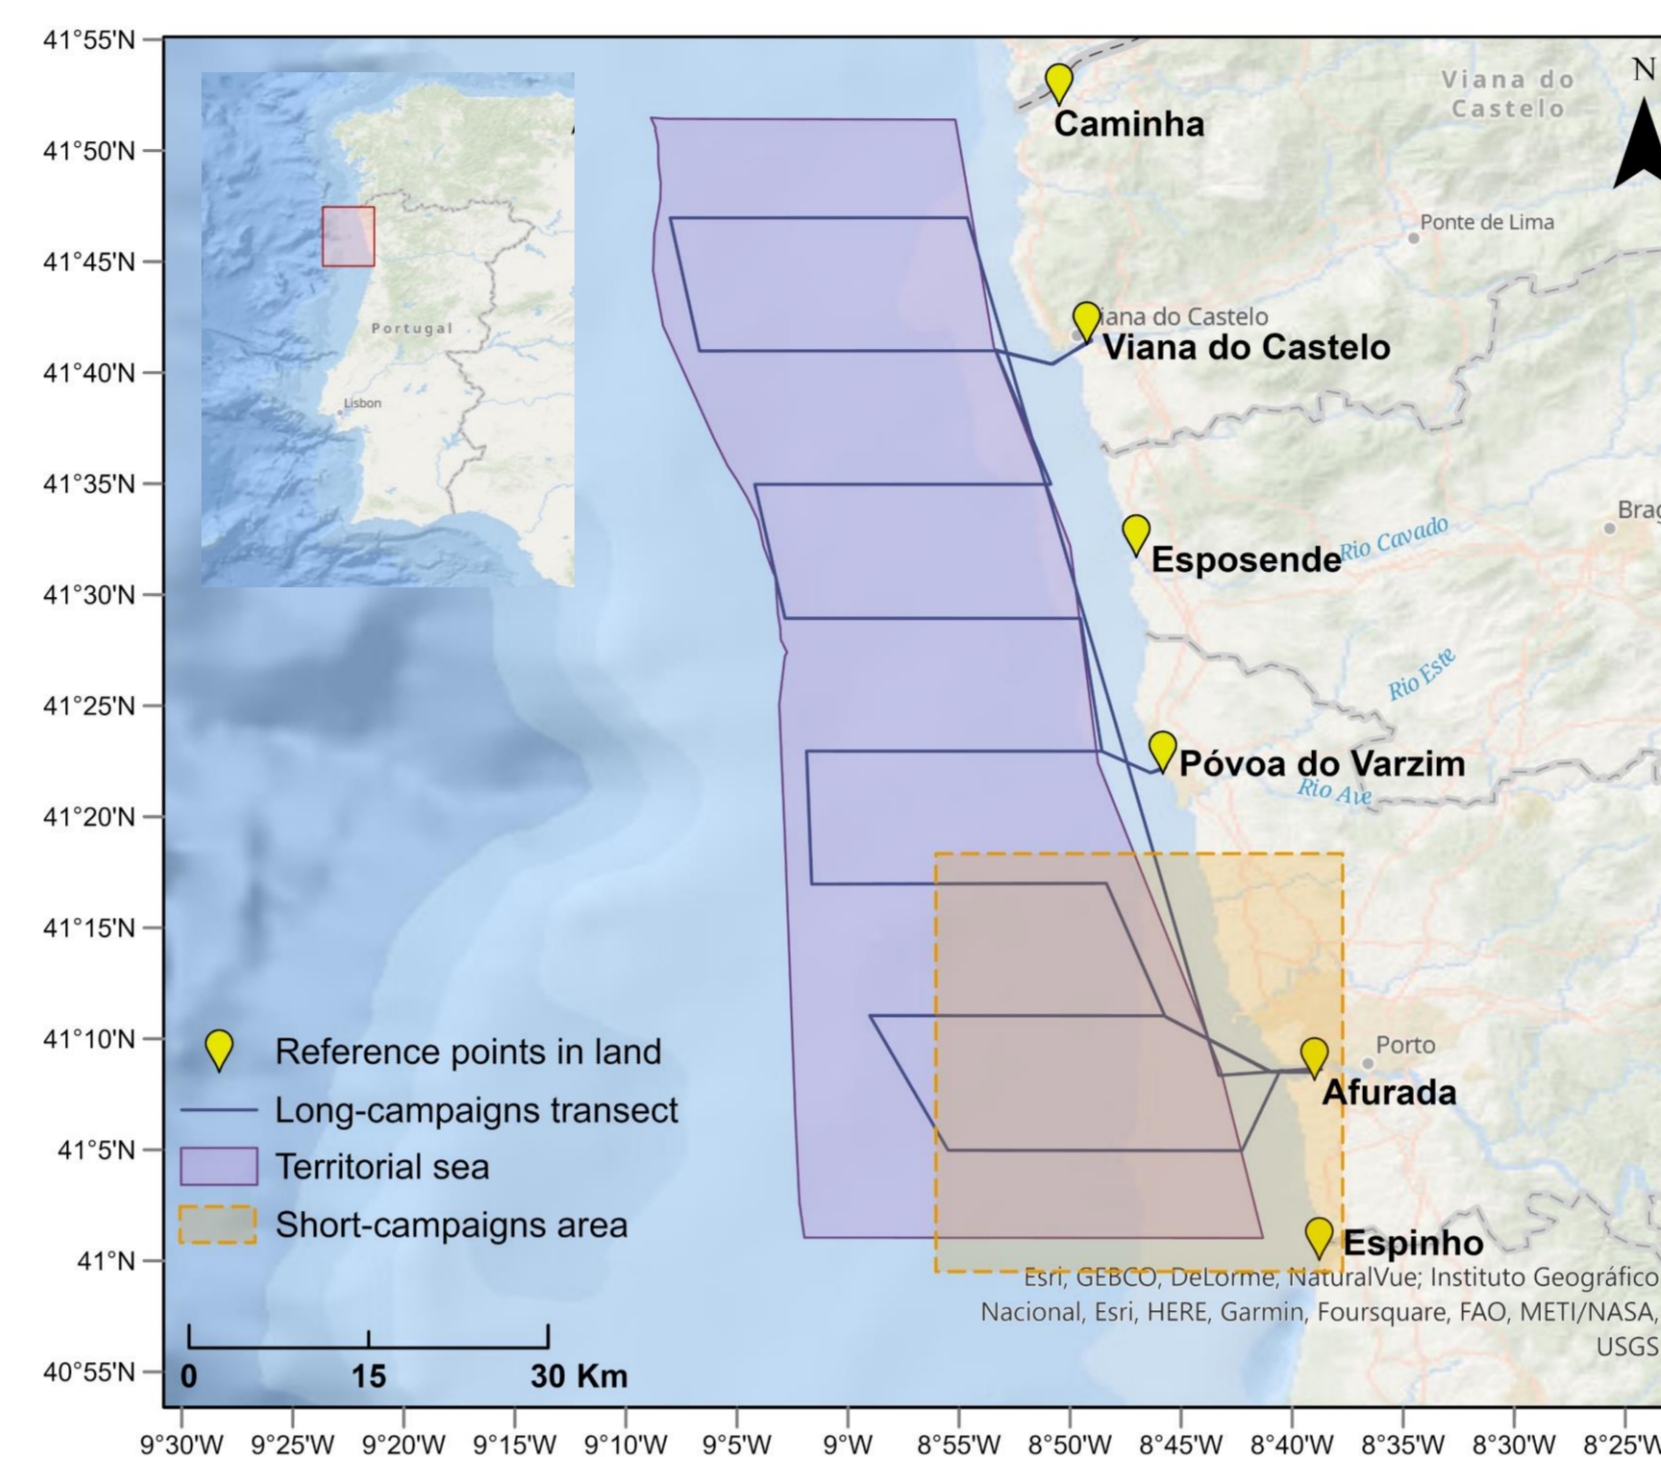 41°55'N
41°50'N
41°45'N
41°40'N
41°35'N
41°30'N
41°25'N
41°20'N
41°15'N
41°10'N
41°5'N
41°N
40°55'N
Portugal
Lisbon
N
Viana do
Castelo
Caminha
Ponte de Lima
iana do Castelo
Viana do Castelo
Brag
Rio Cavado
Esposende
Rio Este
Póvoa do Varzim
Rio Ave
Porto
Afurada
Espinho
Reference points in land
Long-campaigns transect
Territorial sea
Short-campaigns area
Esri, GEBCO, DeLorme, NaturalVue; Instituto Geográfico
Nacional, Esri, HERE, Garmin, Foursquare, FAO, METI/NASA,
USGS
0 15 30 Km
9°30'W 9°25'W 9°20'W 9°15'W 9°10'W 9°5'W 9°W 8°55'W 8°50'W 8°45'W 8°40'W 8°35'W 8°30'W 8°25'W